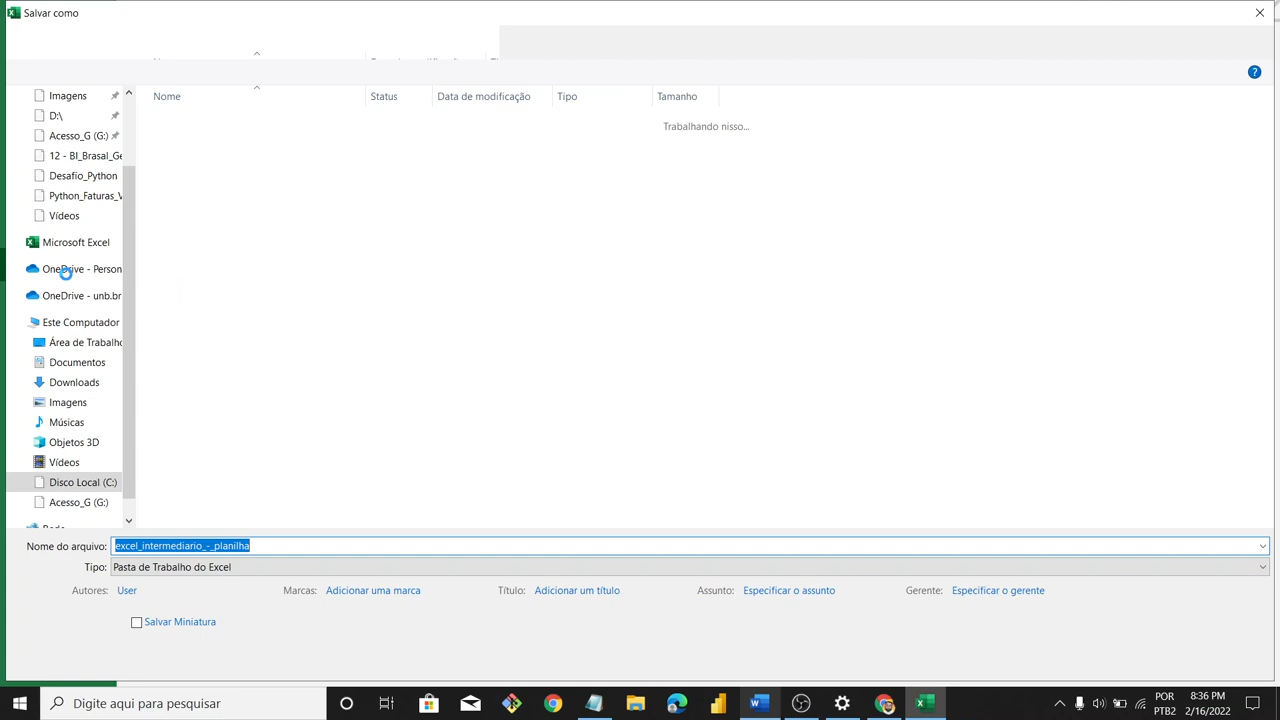 Salvar como
Nome
Status
Data de modificação
Tipo
Tamanho
Trabalhando nisso...
Imagens
D:\
Acesso_G (G:)
12 - BI_Brasal_Ge
Desafio_Python
Python_Faturas_V
Vídeos
Microsoft Excel
OneDrive - Person
OneDrive - unb.br
Este Computador
Área de Trabalho
Documentos
Downloads
Imagens
Músicas
Objetos 3D
Vídeos
Disco Local (C:)
Acesso_G (G:)
Nome do arquivo: excel_intermediario_-_planilha
Tipo: Pasta de Trabalho do Excel
Autores: User
Marcas: Adicionar uma marca
Título: Adicionar um título
Assunto: Especificar o assunto
Gerente: Especificar o gerente
Salvar Miniatura
Digite aqui para pesquisar
POR
PTB2
8:36 PM
2/16/2022